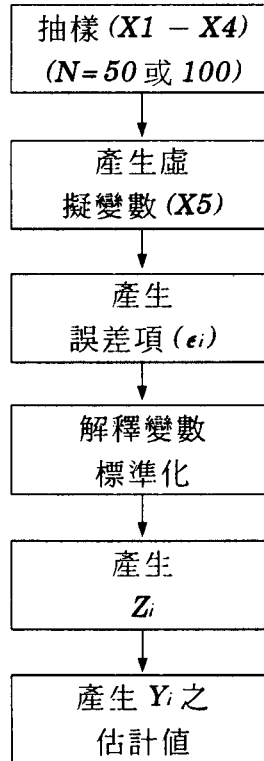 抽樣(X1 – X4)
(N=50 或 100)
產生虛
擬變數(X5)
產生
誤差項(ϵi)
解釋變數
標準化
產生
Zi
產生 Yi 之
估計值